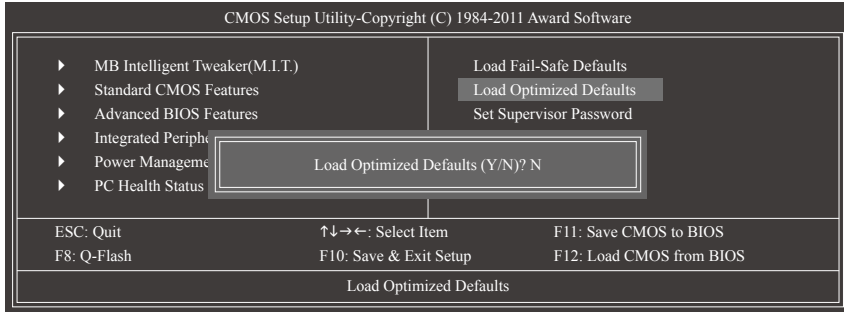 CMOS Setup Utility-Copyright (C) 1984-2011 Award Software
MB Intelligent Tweaker(M.I.T.)
Standard CMOS Features
Advanced BIOS Features
Integrated Periphe
Power Manageme
PC Health Status
Load Fail-Safe Defaults
Load Optimized Defaults
Set Supervisor Password
Load Optimized Defaults (Y/N)? N
ESC: Quit ↑↓→←: Select Item F11: Save CMOS to BIOS
F8: Q-Flash F10: Save & Exit Setup F12: Load CMOS from BIOS
Load Optimized Defaults